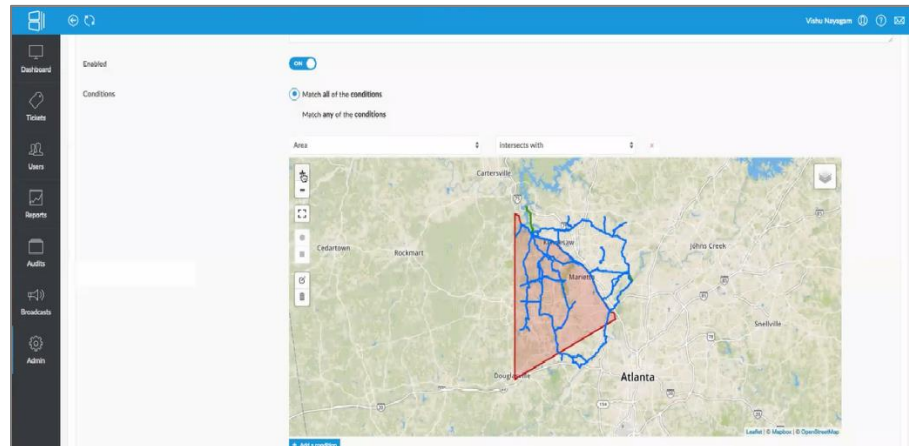 Vishu Nayagam
Dashboard
Tickets
Users
Reports
Audits
Broadcasts
Admin
Enabled
ON
Conditions
Match all of the conditions
Match any of the conditions
Area
intersects with
×
+
-
Cartersville
Cedartown
Rockmart
Johns Creek
Marietta
Snellville
Atlanta
Leaflet | © Mapbox | © OpenStreetMap
+ Add a condition